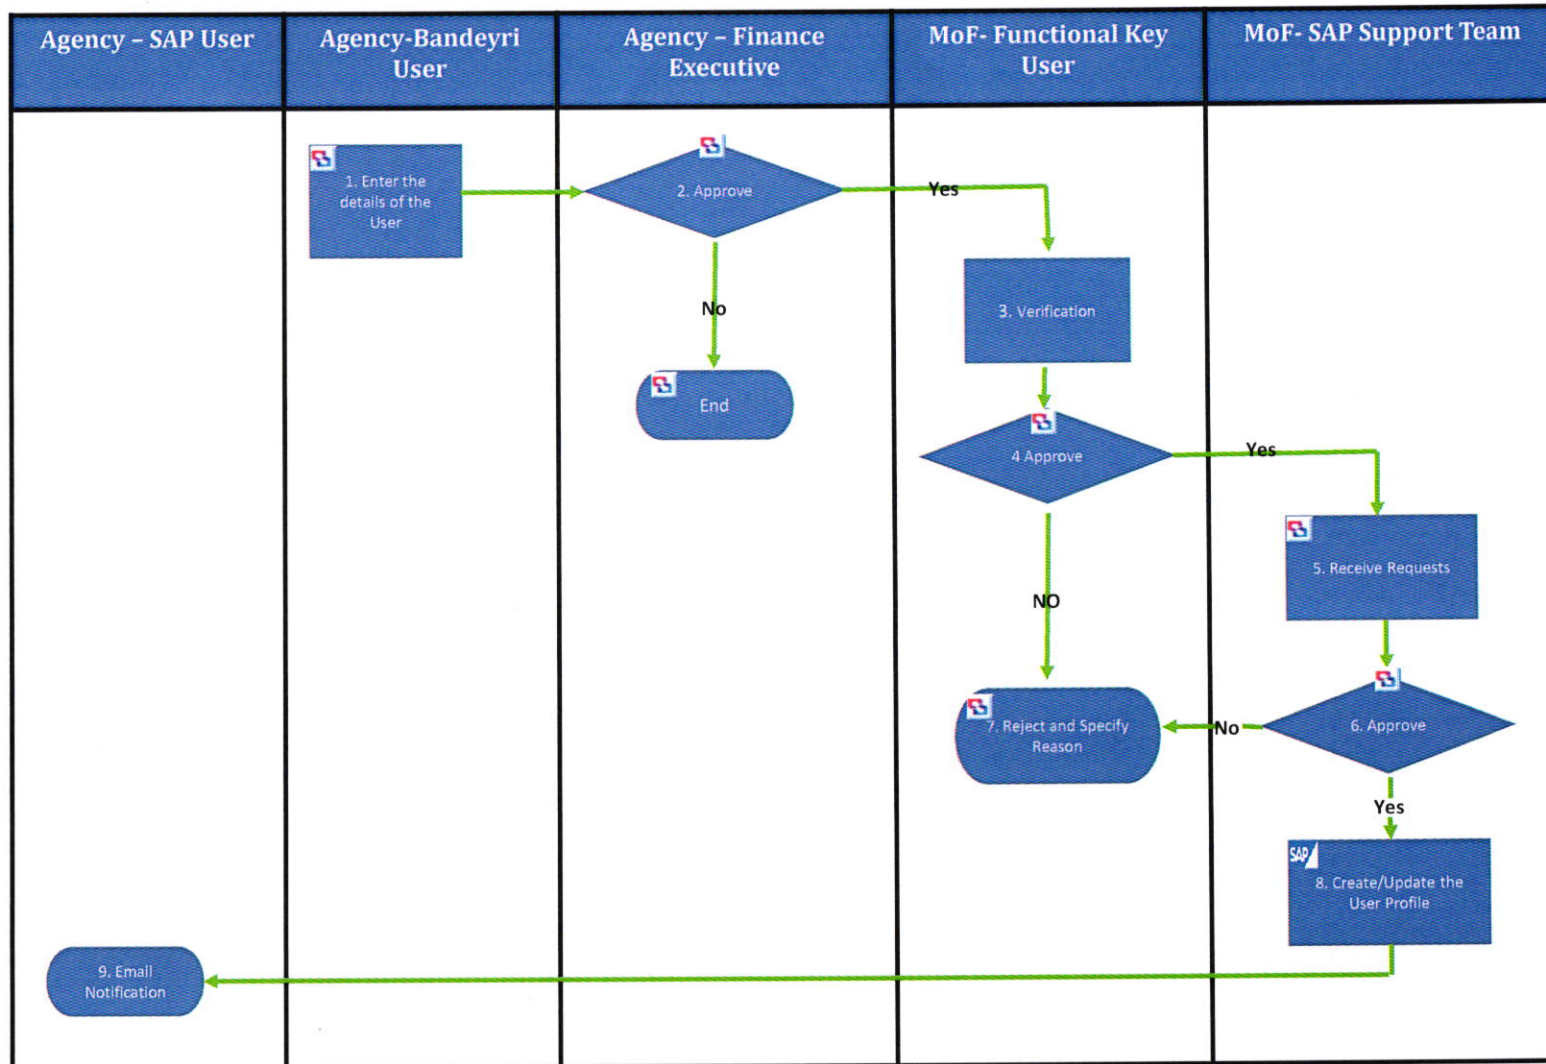 Agency – SAP User
Agency-Bandeyri
User
Agency – Finance
Executive
MoF- Functional Key
User
MoF- SAP Support Team
1. Enter the
details of the
User
2. Approve
Yes
No
End
3. Verification
4 Approve
Yes
NO
5. Receive Requests
6. Approve
No
7. Reject and Specify
Reason
Yes
SAP
8. Create/Update the
User Profile
9. Email
Notification